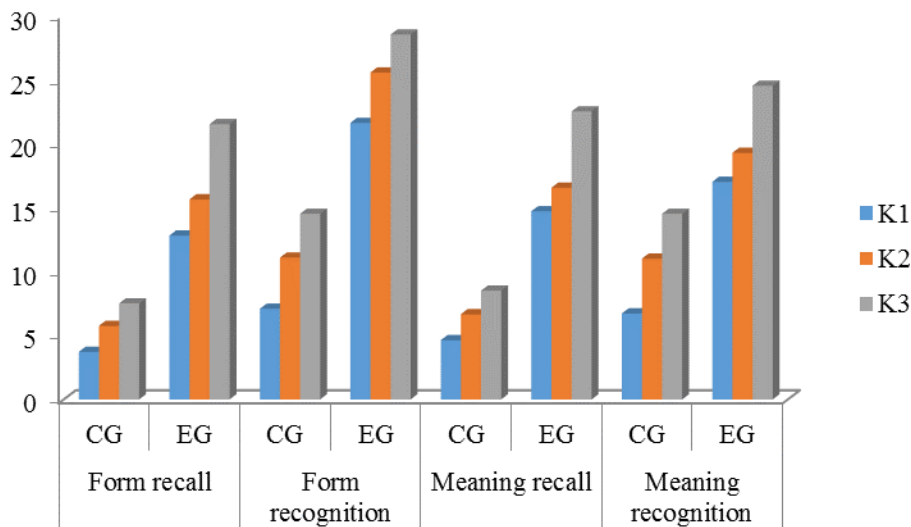 30
25
20
15
10
5
0
K1
K2
K3
CG EG CG EG CG EG CG EG
Form recall Form recognition Meaning recall Meaning recognition